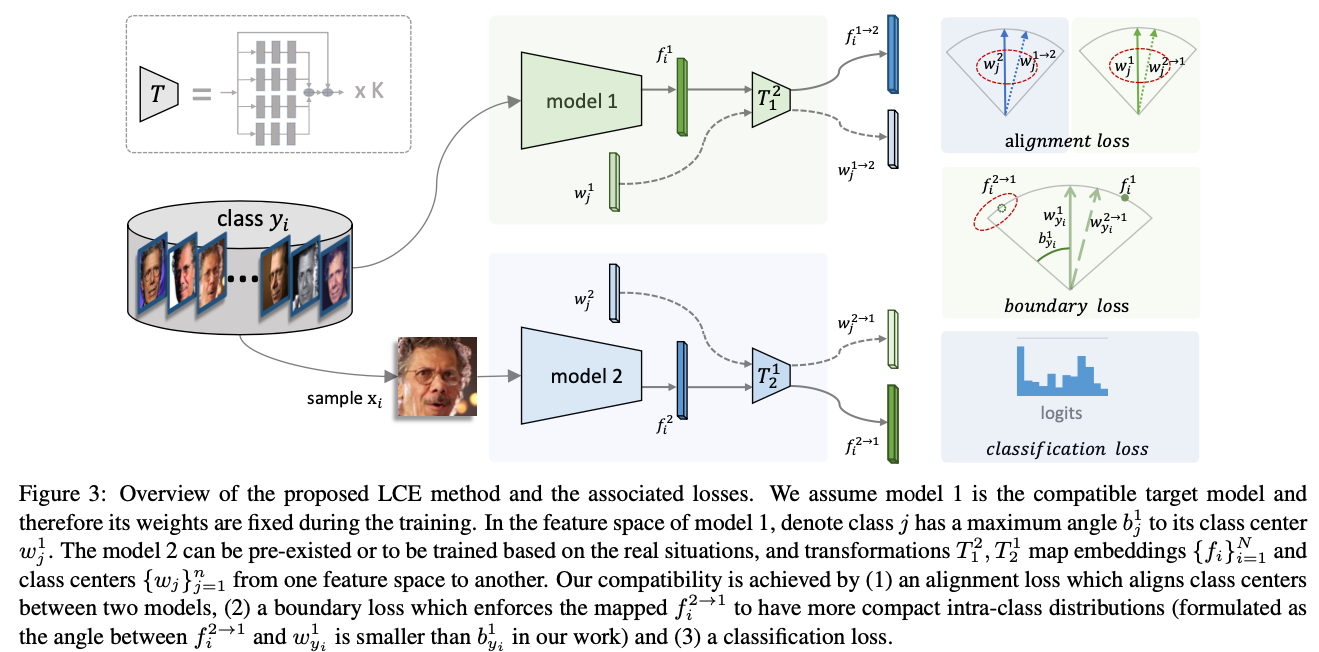 T = x K
class y_i
sample x_i
model 1
f_i^1
T_1^2
w_j^1
f_i^{1→2}
w_j^{1→2}
model 2
w_j^2
f_i^2
T_2^1
w_j^{2→1}
f_i^{2→1}
w_j^2 w_j^{1→2} w_j^1 w_j^{2→1}
alignment loss
f_i^{2→1} f_i^1
w_{y_i}^1 w_{y_i}^{2→1}
b_{y_i}^1
boundary loss
logits
classification loss
Figure 3: Overview of the proposed LCE method and the associated losses. We assume model 1 is the compatible target model and
therefore its weights are fixed during the training. In the feature space of model 1, denote class j has a maximum angle b_j^1 to its class center
w_j^1. The model 2 can be pre-existed or to be trained based on the real situations, and transformations T_1^2, T_2^1 map embeddings {f_i}_{i=1}^N and
class centers {w_j}_{j=1}^n from one feature space to another. Our compatibility is achieved by (1) an alignment loss which aligns class centers
between two models, (2) a boundary loss which enforces the mapped f_i^{2→1} to have more compact intra-class distributions (formulated as
the angle between f_i^{2→1} and w_{y_i}^1 is smaller than b_{y_i}^1 in our work) and (3) a classification loss.